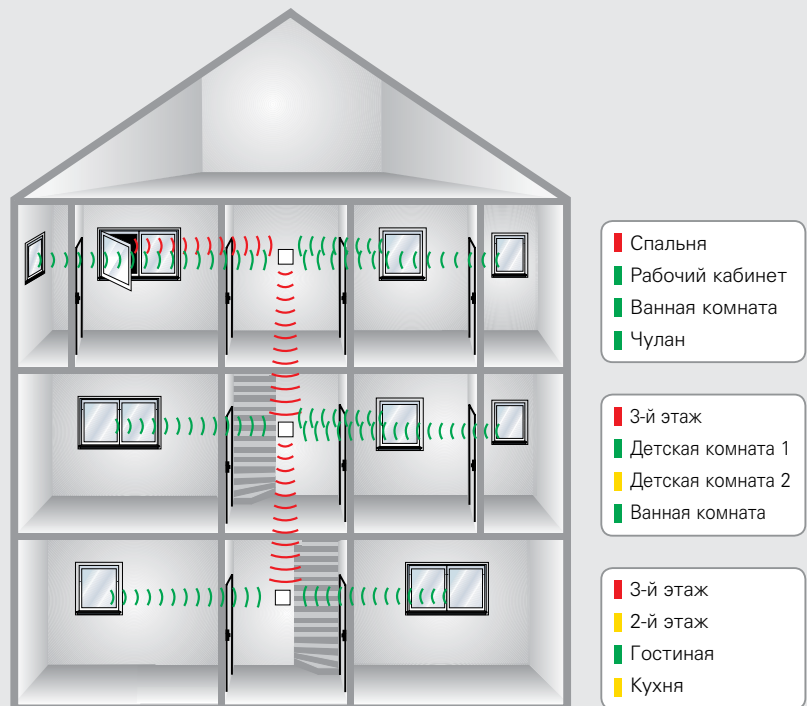 Спальня
Рабочий кабинет
Ванная комната
Чулан
3-й этаж
Детская комната 1
Детская комната 2
Ванная комната
3-й этаж
2-й этаж
Гостиная
Кухня